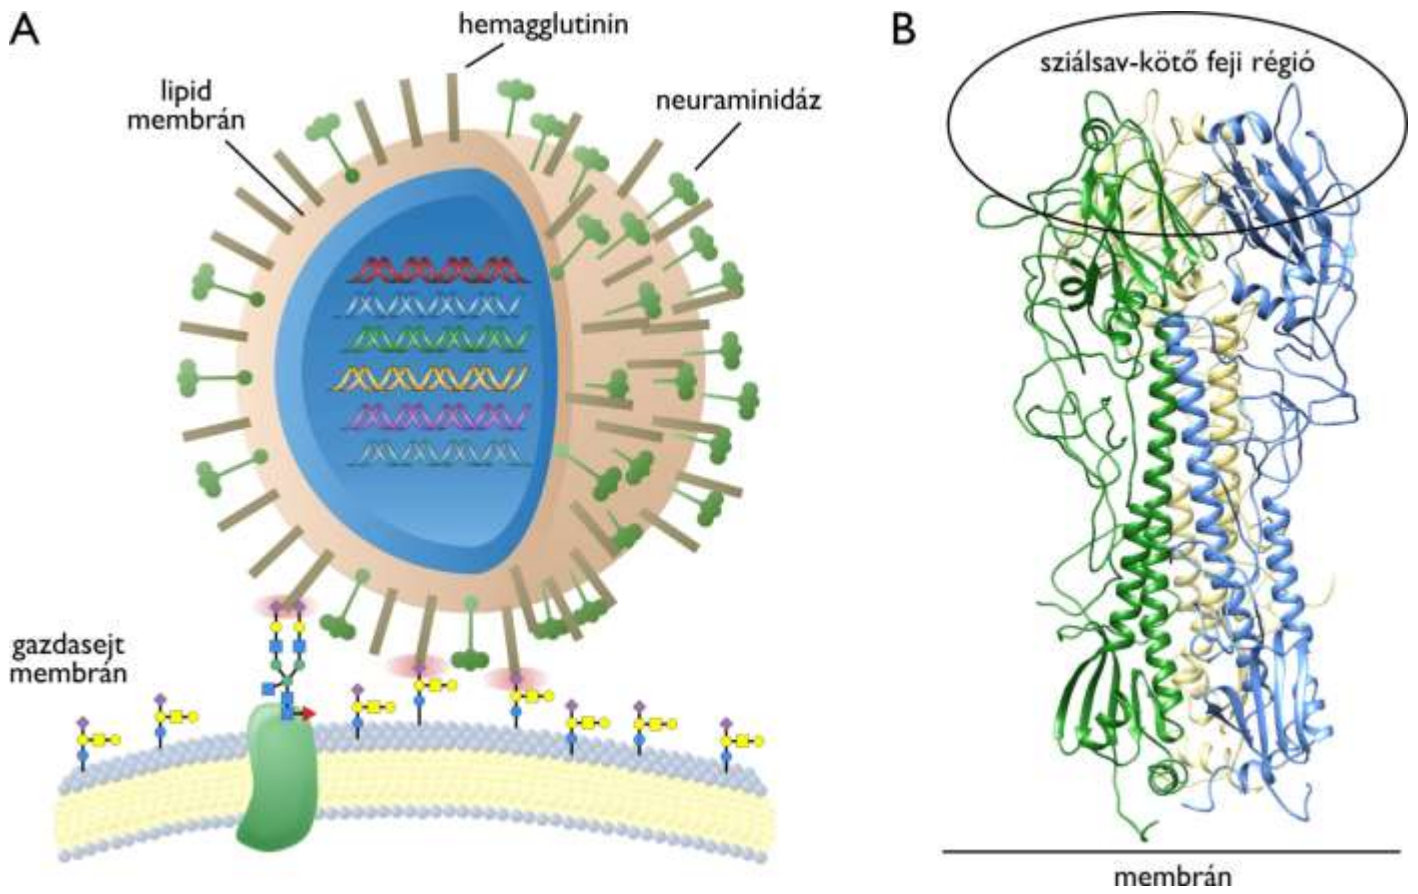 A
hemagglutinin
lipid
membrán
neuraminidáz
gazdasejt
membrán
B
sziálsav-kötő feji régió
membrán